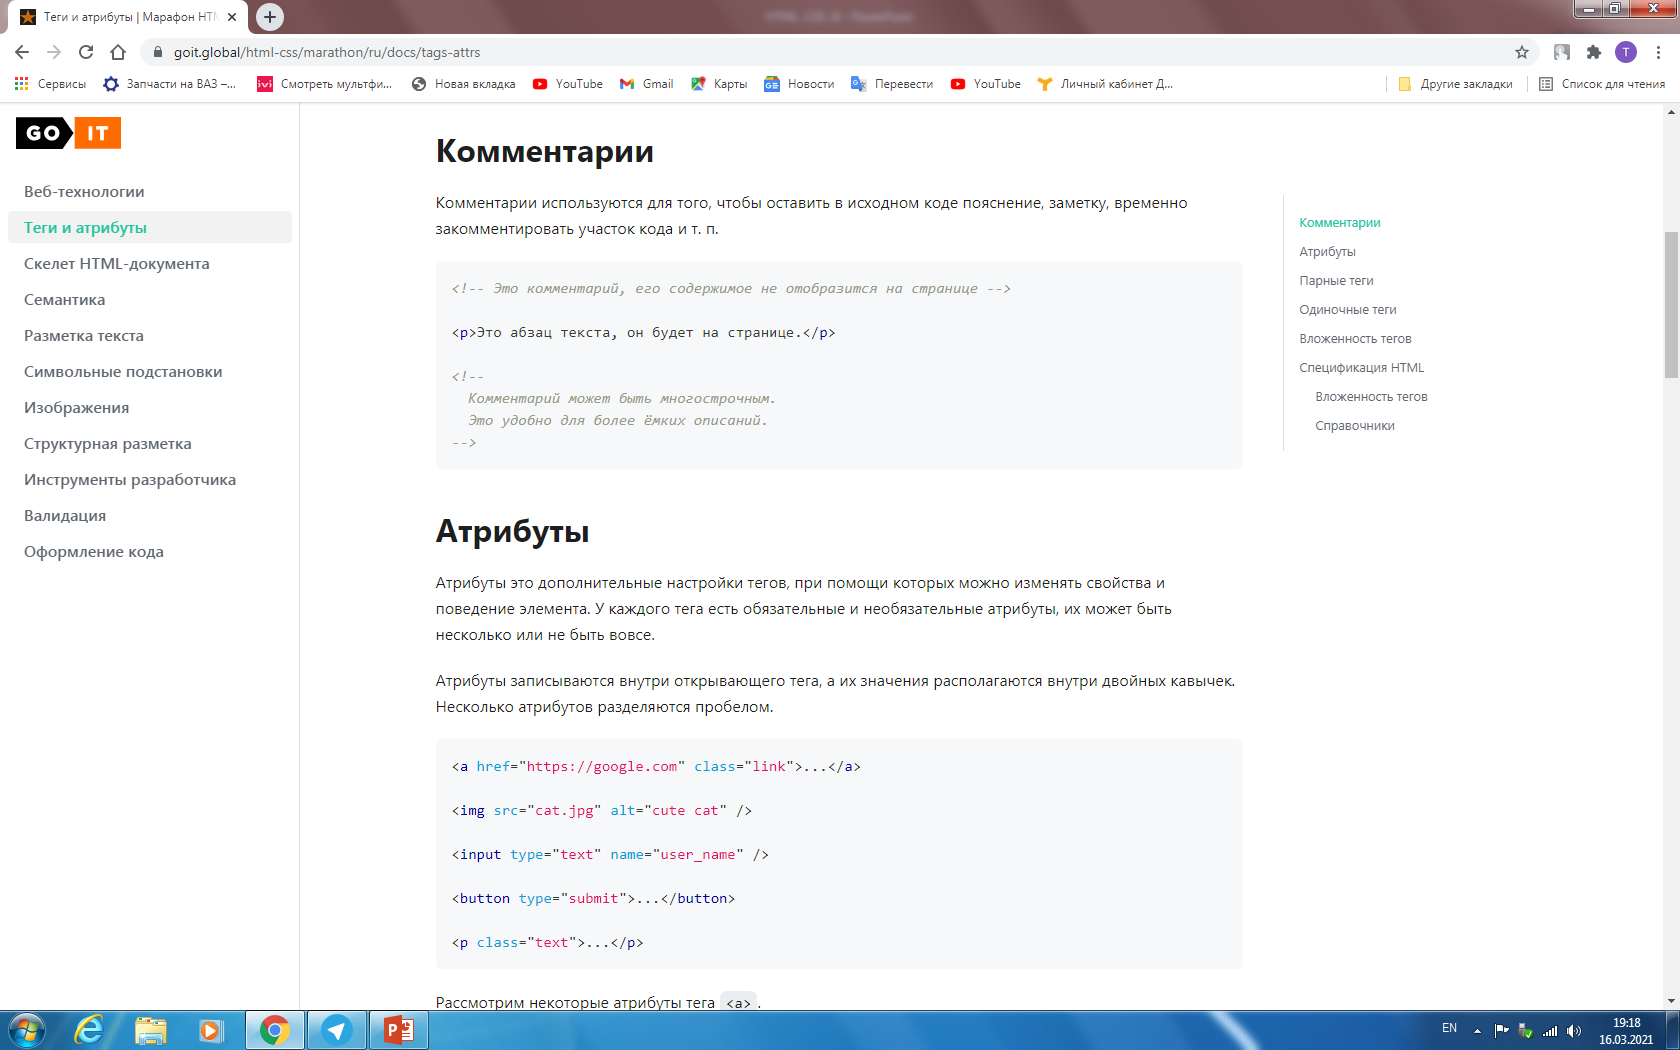 Теги и атрибуты | Марафон HTM
goit.global/html-css/marathon/ru/docs/tags-attrs
T
Сервисы
Запчасти на ВАЗ –...
ivi
Смотреть мультфи...
Новая вкладка
YouTube
Gmail
Карты
Новости
Перевести
YouTube
Личный кабинет Д...
Другие закладки
Список для чтения
GO IT
Веб-технологии
Теги и атрибуты
Скелет HTML-документа
Семантика
Разметка текста
Символьные подстановки
Изображения
Структурная разметка
Инструменты разработчика
Валидация
Оформление кода
Комментарии
Комментарии используются для того, чтобы оставить в исходном коде пояснение, заметку, временно
закомментировать участок кода и т. п.
<!-- Это комментарий, его содержимое не отобразится на странице -->
<p>Это абзац текста, он будет на странице.</p>
<!--
Комментарий может быть многострочным.
Это удобно для более ёмких описаний.
-->
Атрибуты
Атрибуты это дополнительные настройки тегов, при помощи которых можно изменять свойства и
поведение элемента. У каждого тега есть обязательные и необязательные атрибуты, их может быть
несколько или не быть вовсе.
Атрибуты записываются внутри открывающего тега, а их значения располагаются внутри двойных кавычек.
Несколько атрибутов разделяются пробелом.
<a href="https://google.com" class="link">...</a>
<img src="cat.jpg" alt="cute cat" />
<input type="text" name="user_name" />
<button type="submit">...</button>
<p class="text">...</p>
Рассмотрим некоторые атрибуты тега <a> .
Комментарии
Атрибуты
Парные теги
Одиночные теги
Вложенность тегов
Спецификация HTML
Вложенность тегов
Справочники
EN
19:18
16.03.2021